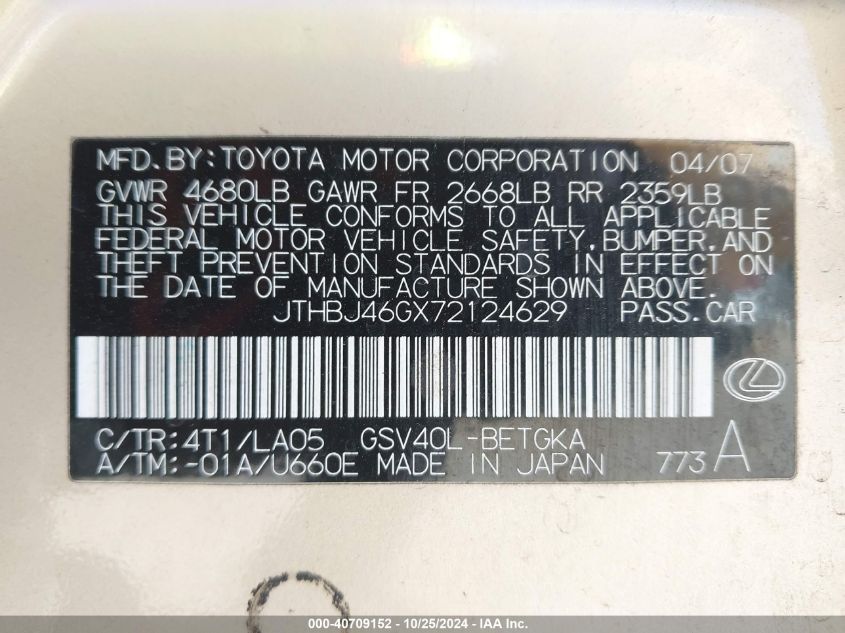 MFD. BY: TOYOTA MOTOR CORPORATION 04/07
GVWR 4680LB GAWR FR 2668LB RR 2359LB
THIS VEHICLE CONFORMS TO ALL APPLICABLE
FEDERAL MOTOR VEHICLE SAFETY, BUMPER, AND
THEFT PREVENTION STANDARDS IN EFFECT ON
THE DATE OF MANUFACTURE SHOWN ABOVE.
JTHBJ46GX72124629 PASS. CAR
C/TR: 4T1/LA05 GSV40L-BETGKA
A/TM: -01A/U660E MADE IN JAPAN 773 A
000-40709152 - 10/25/2024 - IAA Inc.